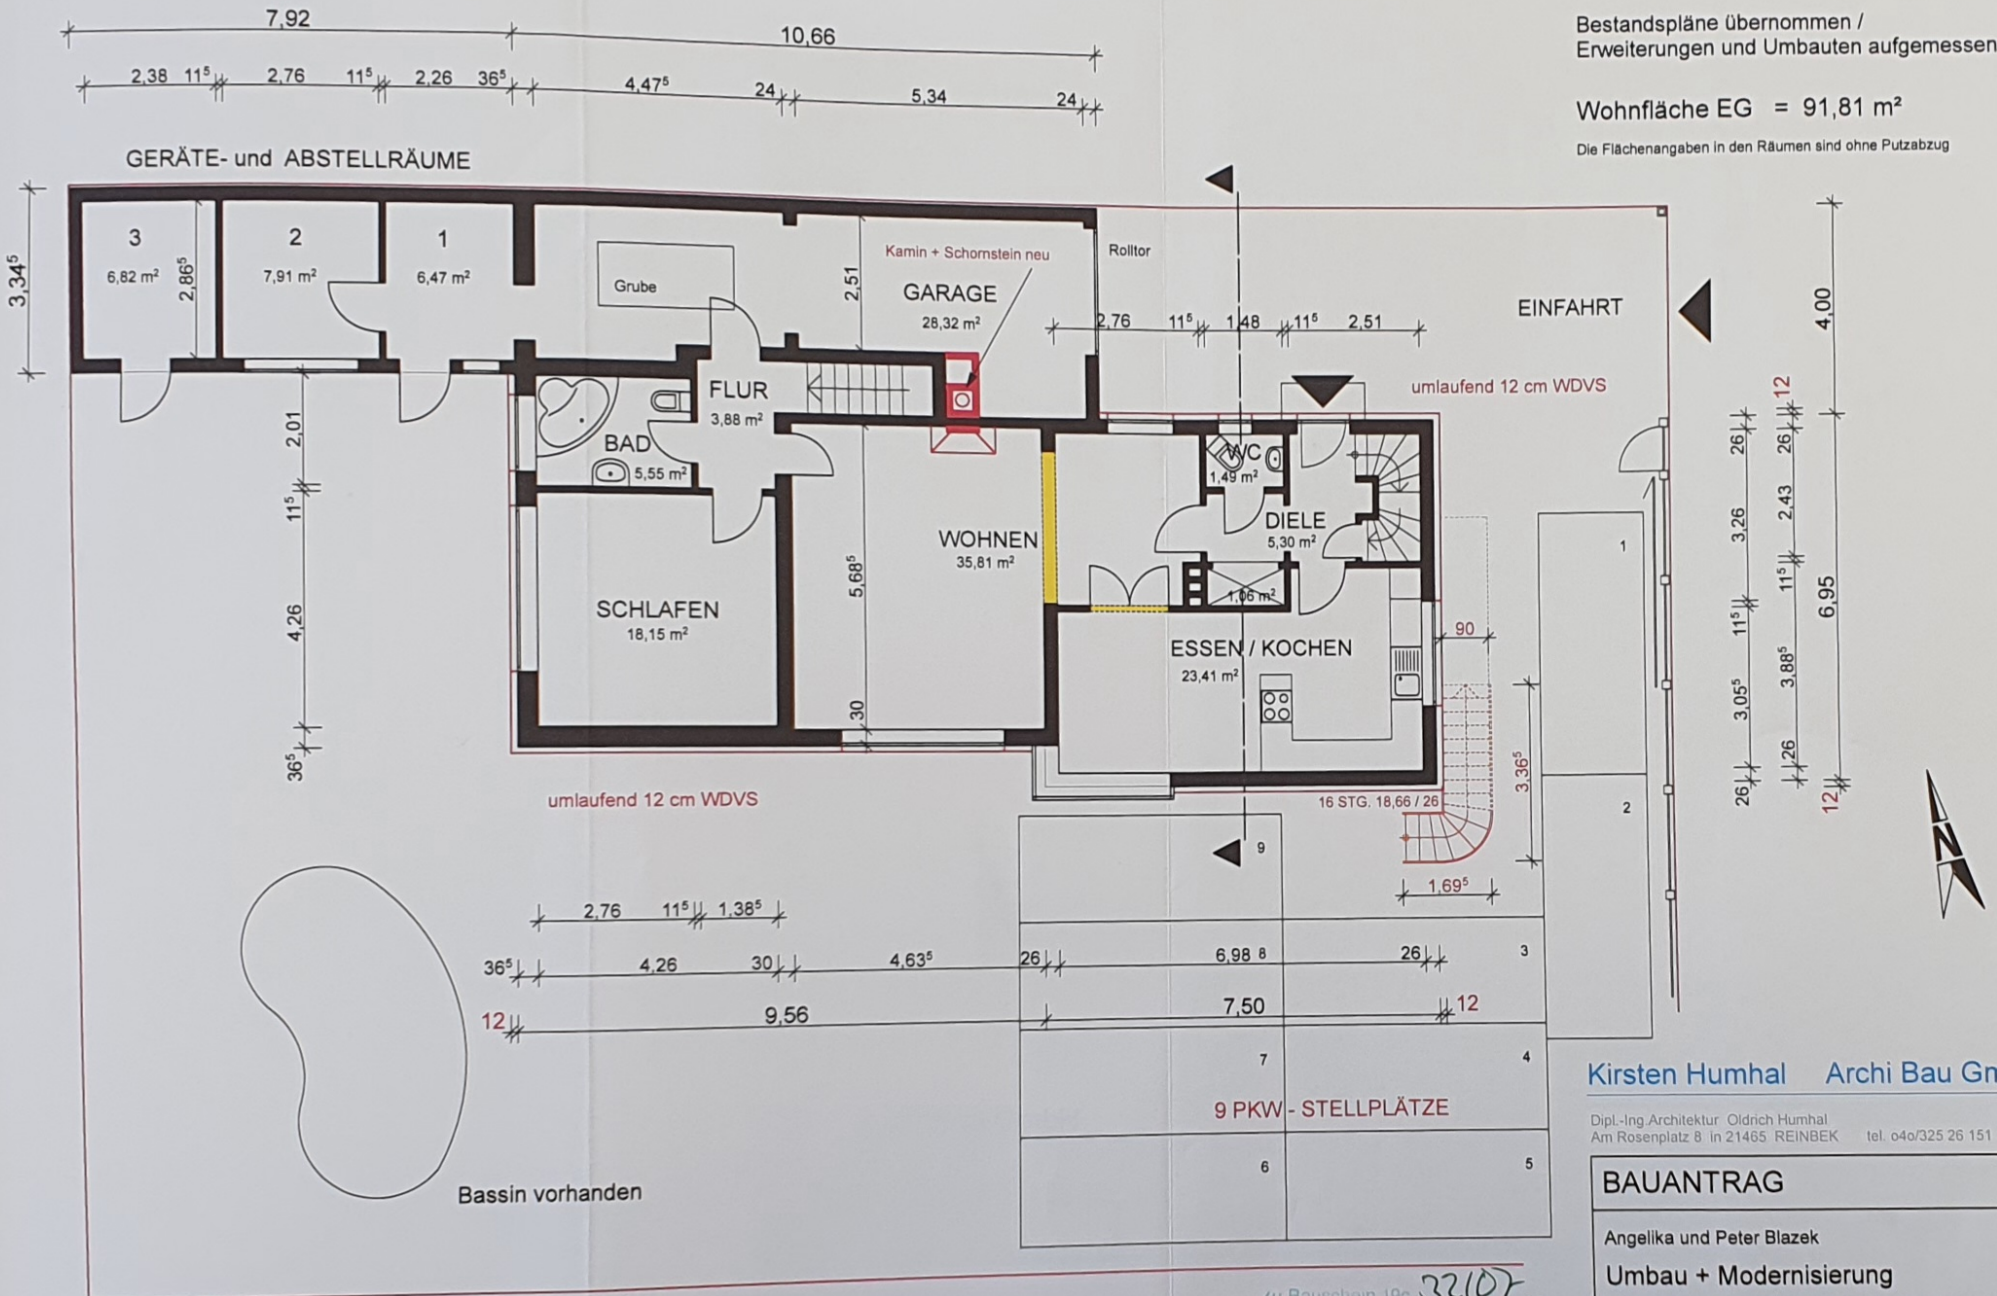 7,92
10,66
2,38 11⁵ 2,76 11⁵ 2,26 36⁵ 4,47⁵ 24 5,34 24
Bestandspläne übernommen /
Erweiterungen und Umbauten aufgemessen
Wohnfläche EG = 91,81 m²
Die Flächenangaben in den Räumen sind ohne Putzabzug
GERÄTE- und ABSTELLRÄUME
3,34⁵
3
6,82 m²
2,86⁵
2
7,91 m²
1
6,47 m²
Grube
2,51
Kamin + Schornstein neu
GARAGE
28,32 m²
Rolltor
2,76 11⁵ 1,48 11⁵ 2,51
EINFAHRT
4,00
umlaufend 12 cm WDVS
12
FLUR
3,88 m²
BAD
5,55 m²
WC
1,49 m²
DIELE
5,30 m²
1,06 m²
WOHNEN
35,81 m²
5,68⁵
30
SCHLAFEN
18,15 m²
ESSEN / KOCHEN
23,41 m²
2,01
11⁵
4,26
36⁵
90
3,36⁵
1
2
26
3,26
11⁵
3,05⁵
26
26
2,43
11⁵
3,88⁵
26
6,95
12
N
umlaufend 12 cm WDVS
16 STG. 18,66 / 26
1,69⁵
9
2,76 11⁵ 1,38⁵
36⁵ 4,26 30 4,63⁵ 26 6,98 8 26
3
12 9,56 7,50 12
7
4
9 PKW - STELLPLÄTZE
6
5
Bassin vorhanden
Kirsten Humhal Archi Bau Gm
Dipl.-Ing.Architektur Oldrich Humhal
Am Rosenplatz 8 in 21465 REINBEK tel. 040/325 26 151
BAUANTRAG
Angelika und Peter Blazek
Umbau + Modernisierung